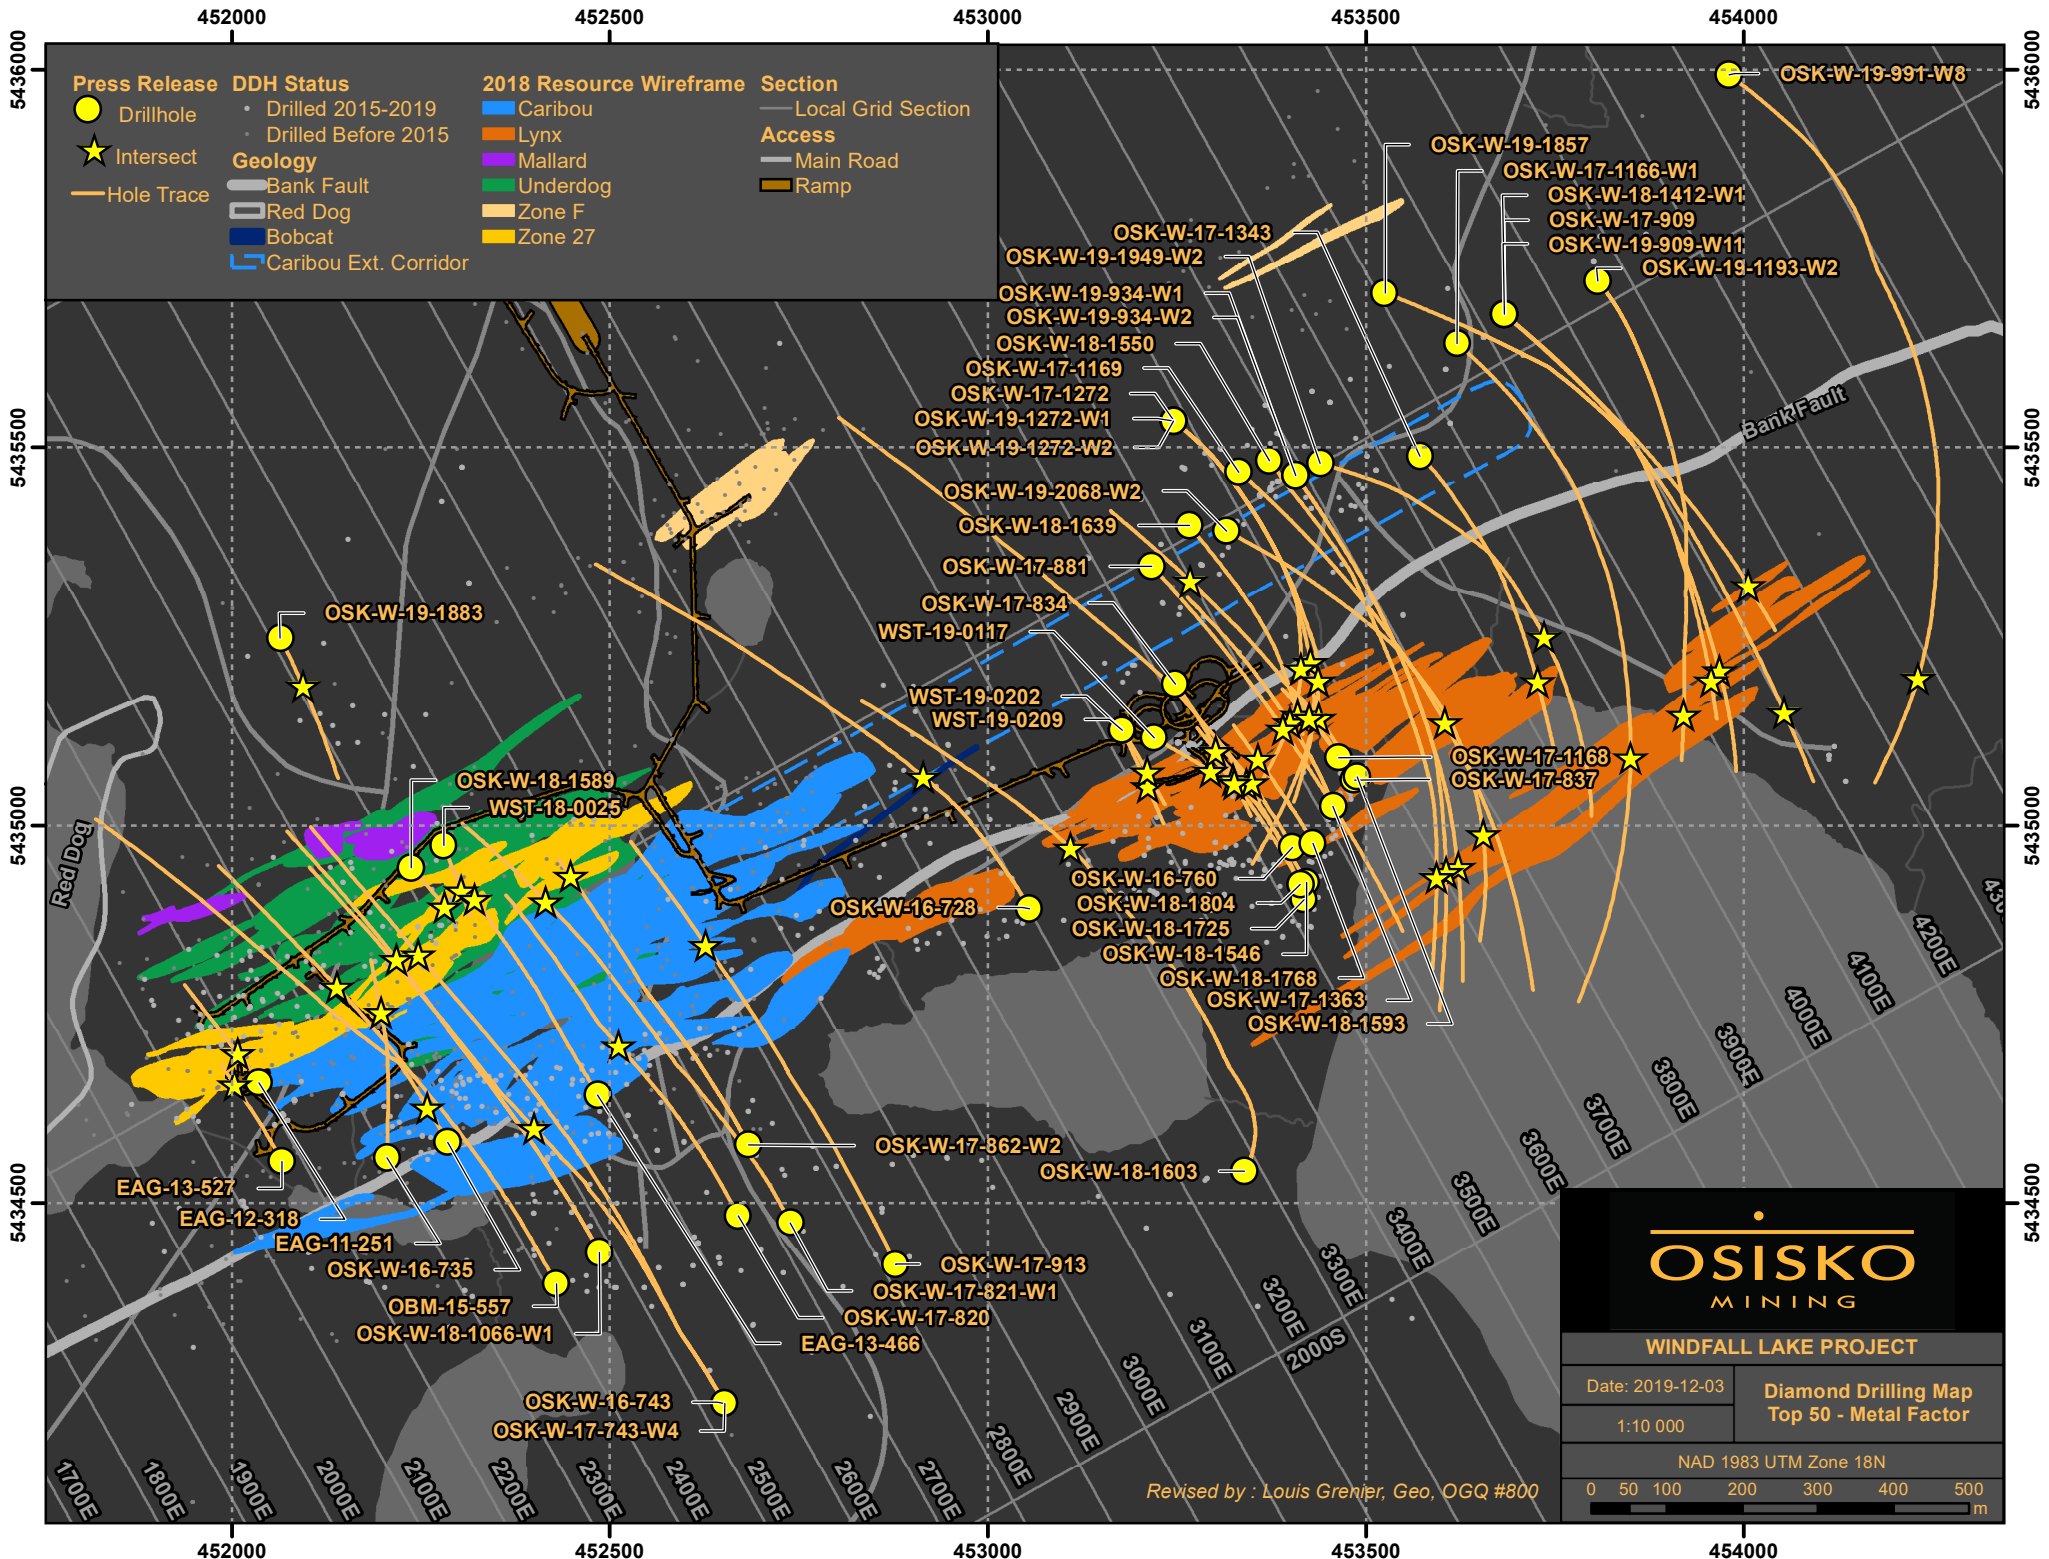 452000
452500
453000
453500
454000
5436000
5435500
5435000
5434500
5436000
5435500
5435000
5434500
Press Release
Drillhole
Intersect
Hole Trace
DDH Status
Drilled 2015-2019
Drilled Before 2015
Geology
Bank Fault
Red Dog
Bobcat
Caribou Ext. Corridor
2018 Resource Wireframe
Caribou
Lynx
Mallard
Underdog
Zone F
Zone 27
Section
Local Grid Section
Access
Main Road
Ramp
OSK-W-19-991-W8
OSK-W-19-1857
OSK-W-17-1166-W1
OSK-W-18-1412-W1
OSK-W-17-909
OSK-W-19-909-W11
OSK-W-19-1193-W2
OSK-W-17-1343
OSK-W-19-1949-W2
OSK-W-19-934-W1
OSK-W-19-934-W2
OSK-W-18-1550
OSK-W-17-1169
OSK-W-17-1272
OSK-W-19-1272-W1
OSK-W-19-1272-W2
OSK-W-19-2068-W2
OSK-W-18-1639
OSK-W-17-881
OSK-W-17-834
WST-19-0117
WST-19-0202
WST-19-0209
Bank Fault
OSK-W-19-1883
OSK-W-18-1589
WST-18-0025
Red Dog
OSK-W-17-1168
OSK-W-17-837
OSK-W-16-760
OSK-W-18-1804
OSK-W-18-1725
OSK-W-18-1546
OSK-W-18-1768
OSK-W-17-1363
OSK-W-18-1593
OSK-W-16-728
OSK-W-17-862-W2
OSK-W-18-1603
EAG-13-527
EAG-12-318
EAG-11-251
OSK-W-16-735
OBM-15-557
OSK-W-18-1066-W1
OSK-W-17-913
OSK-W-17-821-W1
OSK-W-17-820
EAG-13-466
OSK-W-16-743
OSK-W-17-743-W4
1700E
1800E
1900E
2000E
2100E
2200E
2300E
2400E
2500E
2600E
2700E
2800E
2900E
3000E
3100E
3200E
2000S
3300E
3400E
3500E
3600E
3700E
3800E
3900E
4000E
4100E
4200E
Revised by : Louis Grenier, Geo, OGQ #800
OSISKO
MINING
WINDFALL LAKE PROJECT
Date: 2019-12-03
1:10 000
Diamond Drilling Map
Top 50 - Metal Factor
NAD 1983 UTM Zone 18N
0 50 100 200 300 400 500
m
452000
452500
453000
453500
454000